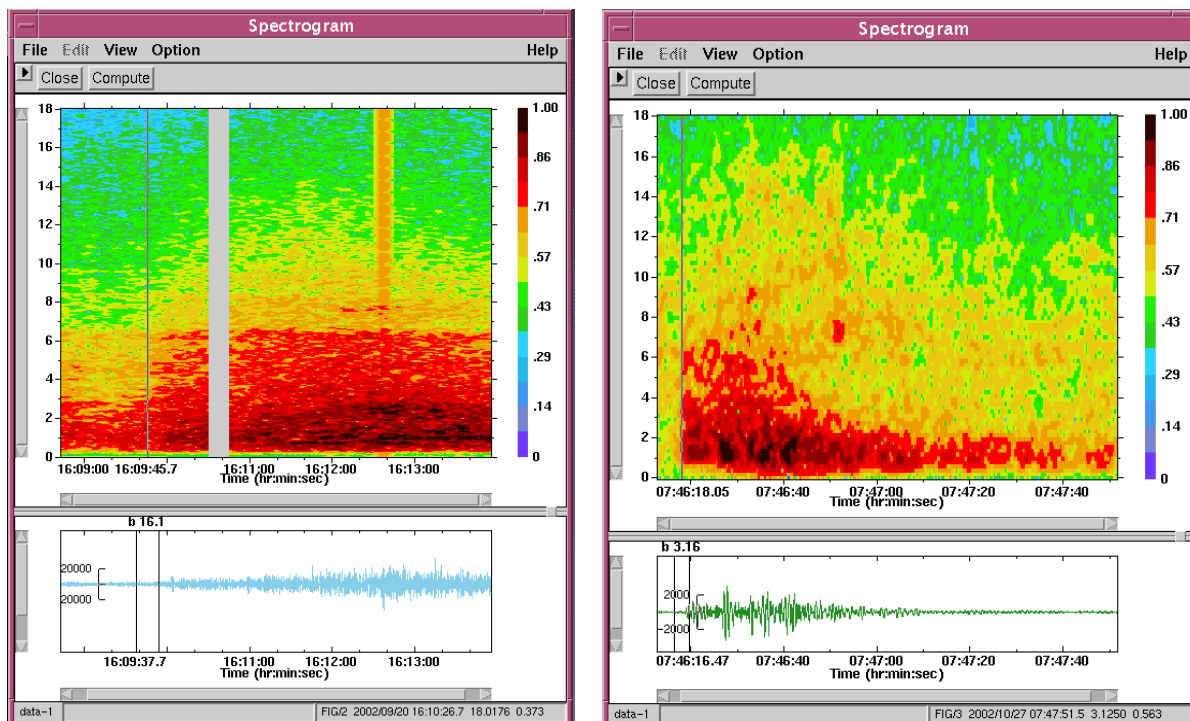 Spectrogram
File Edit View Option Help
Close Compute
18
16
14
12
10
8
6
4
2
0
1.00
.86
.71
.57
.43
.29
.14
0
16:09:00 16:09:45.7 16:11:00 16:12:00 16:13:00
Time (hr:min:sec)
b 16.1
20000
20000
16:09:37.7 16:11:00 16:12:00 16:13:00
Time (hr:min:sec)
data-1 FIG/2 2002/09/20 16:10:26.7 18.0176 0.373
Spectrogram
File Edit View Option Help
Close Compute
18
16
14
12
10
8
6
4
2
0
1.00
.86
.71
.57
.43
.29
.14
0
07:46:18.05 07:46:40 07:47:00 07:47:20 07:47:40
Time (hr:min:sec)
b 3.16
2000
-2000
07:46:16.47 07:46:40 07:47:00 07:47:20 07:47:40
Time (hr:min:sec)
data-1 FIG/3 2002/10/27 07:47:51.5 3.1250 0.563